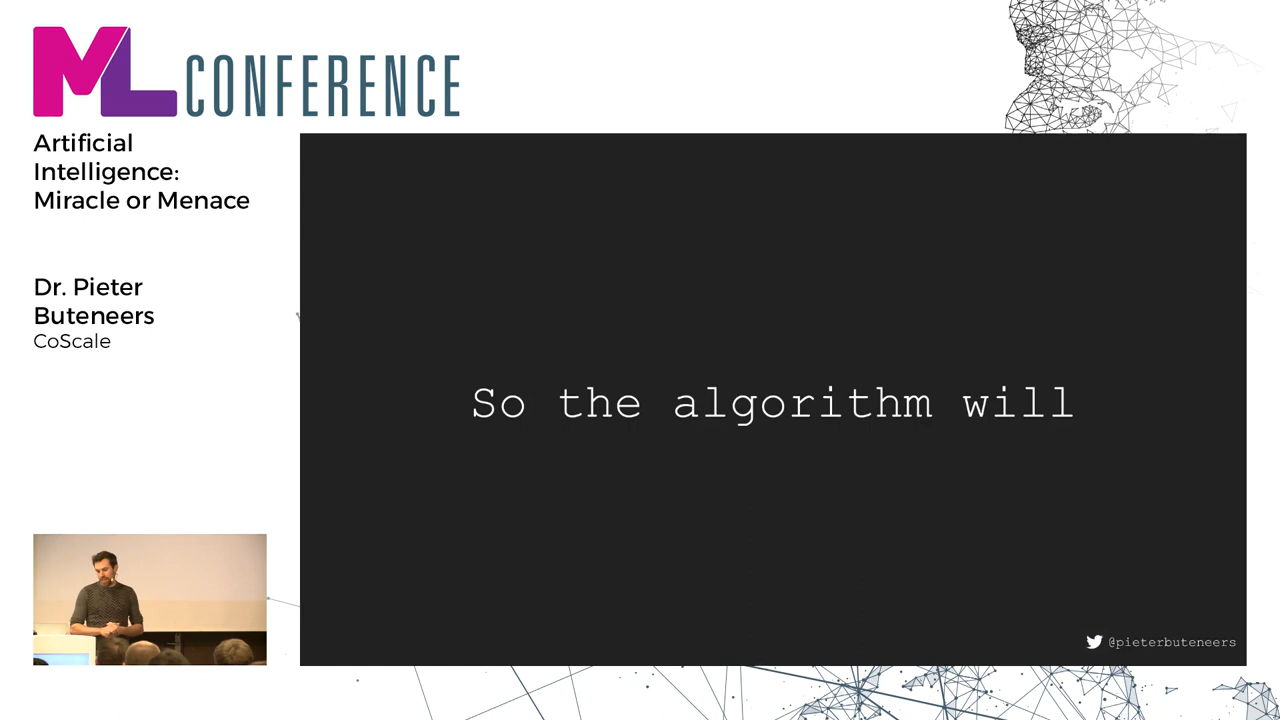 ML CONFERENCE
Artificial
Intelligence:
Miracle or Menace
Dr. Pieter
Buteneers
CoScale
So the algorithm will
@pieterbuteneers